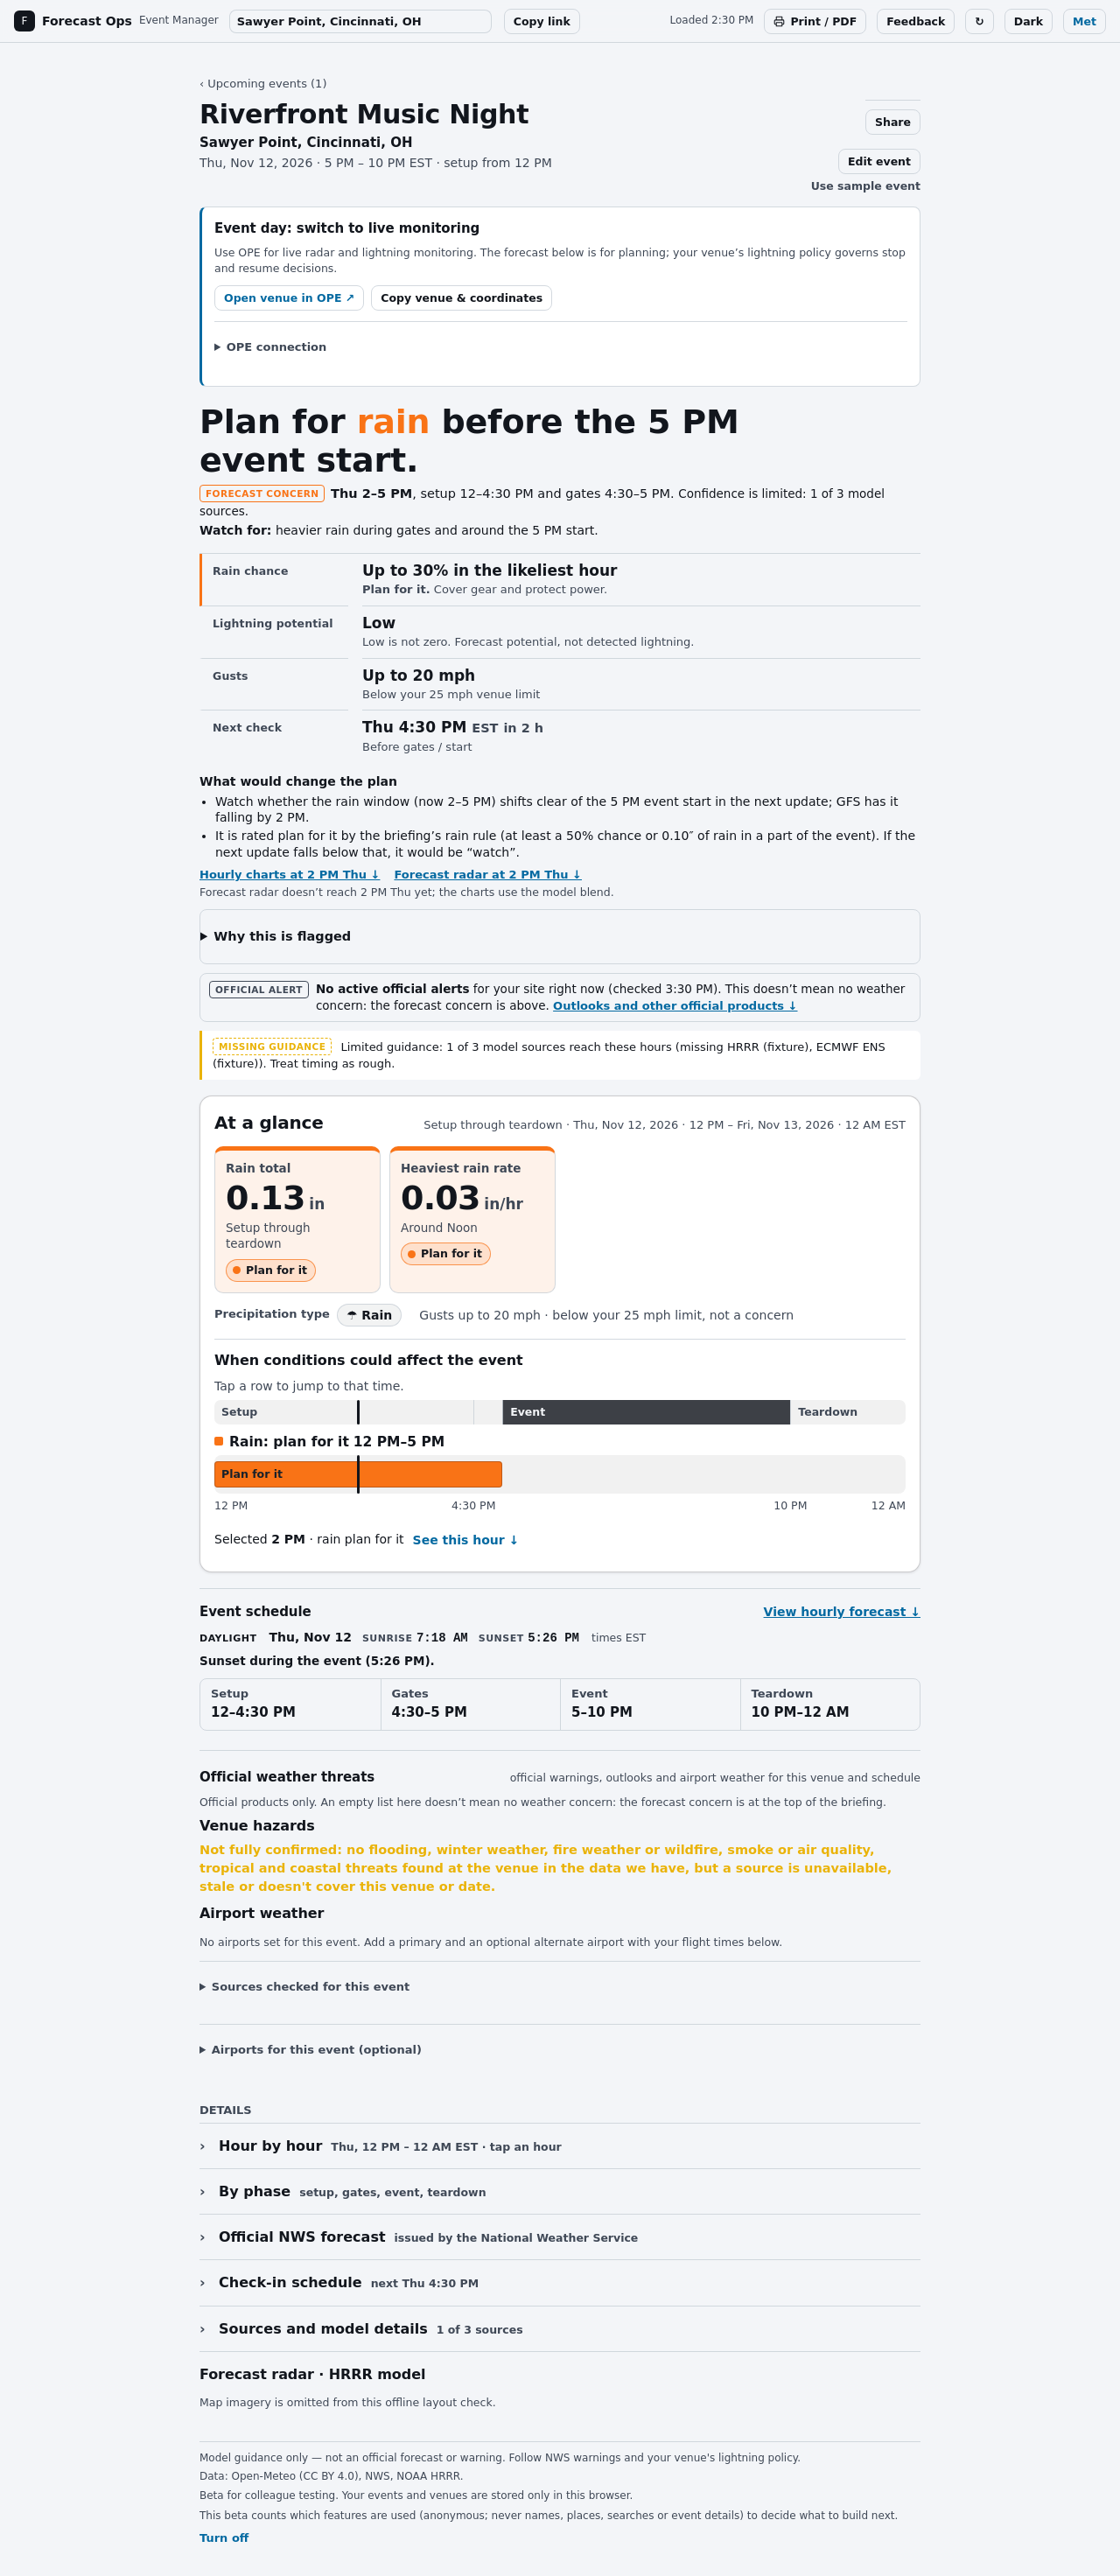 F Forecast Ops Event Manager Sawyer Point, Cincinnati, OH Copy link Loaded 2:30 PM Print / PDF Feedback ↻ Dark Met
‹ Upcoming events (1)
Riverfront Music Night
Share
Sawyer Point, Cincinnati, OH
Thu, Nov 12, 2026 · 5 PM – 10 PM EST · setup from 12 PM
Edit event
Use sample event
Event day: switch to live monitoring
Use OPE for live radar and lightning monitoring. The forecast below is for planning; your venue’s lightning policy governs stop
and resume decisions.
Open venue in OPE ↗ Copy venue & coordinates
▶ OPE connection
Plan for rain before the 5 PM
event start.
FORECAST CONCERN Thu 2–5 PM, setup 12–4:30 PM and gates 4:30–5 PM. Confidence is limited: 1 of 3 model
sources.
Watch for: heavier rain during gates and around the 5 PM start.
Rain chance Up to 30% in the likeliest hour
Plan for it. Cover gear and protect power.
Lightning potential Low
Low is not zero. Forecast potential, not detected lightning.
Gusts Up to 20 mph
Below your 25 mph venue limit
Next check Thu 4:30 PM EST in 2 h
Before gates / start
What would change the plan
• Watch whether the rain window (now 2–5 PM) shifts clear of the 5 PM event start in the next update; GFS has it
falling by 2 PM.
• It is rated plan for it by the briefing’s rain rule (at least a 50% chance or 0.10″ of rain in a part of the event). If the
next update falls below that, it would be “watch”.
Hourly charts at 2 PM Thu ↓ Forecast radar at 2 PM Thu ↓
Forecast radar doesn’t reach 2 PM Thu yet; the charts use the model blend.
▶ Why this is flagged
OFFICIAL ALERT No active official alerts for your site right now (checked 3:30 PM). This doesn’t mean no weather
concern: the forecast concern is above. Outlooks and other official products ↓
MISSING GUIDANCE Limited guidance: 1 of 3 model sources reach these hours (missing HRRR (fixture), ECMWF ENS
(fixture)). Treat timing as rough.
At a glance Setup through teardown · Thu, Nov 12, 2026 · 12 PM – Fri, Nov 13, 2026 · 12 AM EST
Rain total Heaviest rain rate
0.13 in 0.03 in/hr
Setup through Around Noon
teardown
Plan for it Plan for it
Precipitation type ☂ Rain Gusts up to 20 mph · below your 25 mph limit, not a concern
When conditions could affect the event
Tap a row to jump to that time.
Setup Event Teardown
Rain: plan for it 12 PM–5 PM
Plan for it
12 PM 4:30 PM 10 PM 12 AM
Selected 2 PM · rain plan for it See this hour ↓
Event schedule View hourly forecast ↓
DAYLIGHT Thu, Nov 12 SUNRISE 7:18 AM SUNSET 5:26 PM times EST
Sunset during the event (5:26 PM).
Setup Gates Event Teardown
12–4:30 PM 4:30–5 PM 5–10 PM 10 PM–12 AM
Official weather threats official warnings, outlooks and airport weather for this venue and schedule
Official products only. An empty list here doesn’t mean no weather concern: the forecast concern is at the top of the briefing.
Venue hazards
Not fully confirmed: no flooding, winter weather, fire weather or wildfire, smoke or air quality,
tropical and coastal threats found at the venue in the data we have, but a source is unavailable,
stale or doesn't cover this venue or date.
Airport weather
No airports set for this event. Add a primary and an optional alternate airport with your flight times below.
▶ Sources checked for this event
▶ Airports for this event (optional)
DETAILS
› Hour by hour Thu, 12 PM – 12 AM EST · tap an hour
› By phase setup, gates, event, teardown
› Official NWS forecast issued by the National Weather Service
› Check-in schedule next Thu 4:30 PM
› Sources and model details 1 of 3 sources
Forecast radar · HRRR model
Map imagery is omitted from this offline layout check.
Model guidance only — not an official forecast or warning. Follow NWS warnings and your venue's lightning policy.
Data: Open-Meteo (CC BY 4.0), NWS, NOAA HRRR.
Beta for colleague testing. Your events and venues are stored only in this browser.
This beta counts which features are used (anonymous; never names, places, searches or event details) to decide what to build next.
Turn off